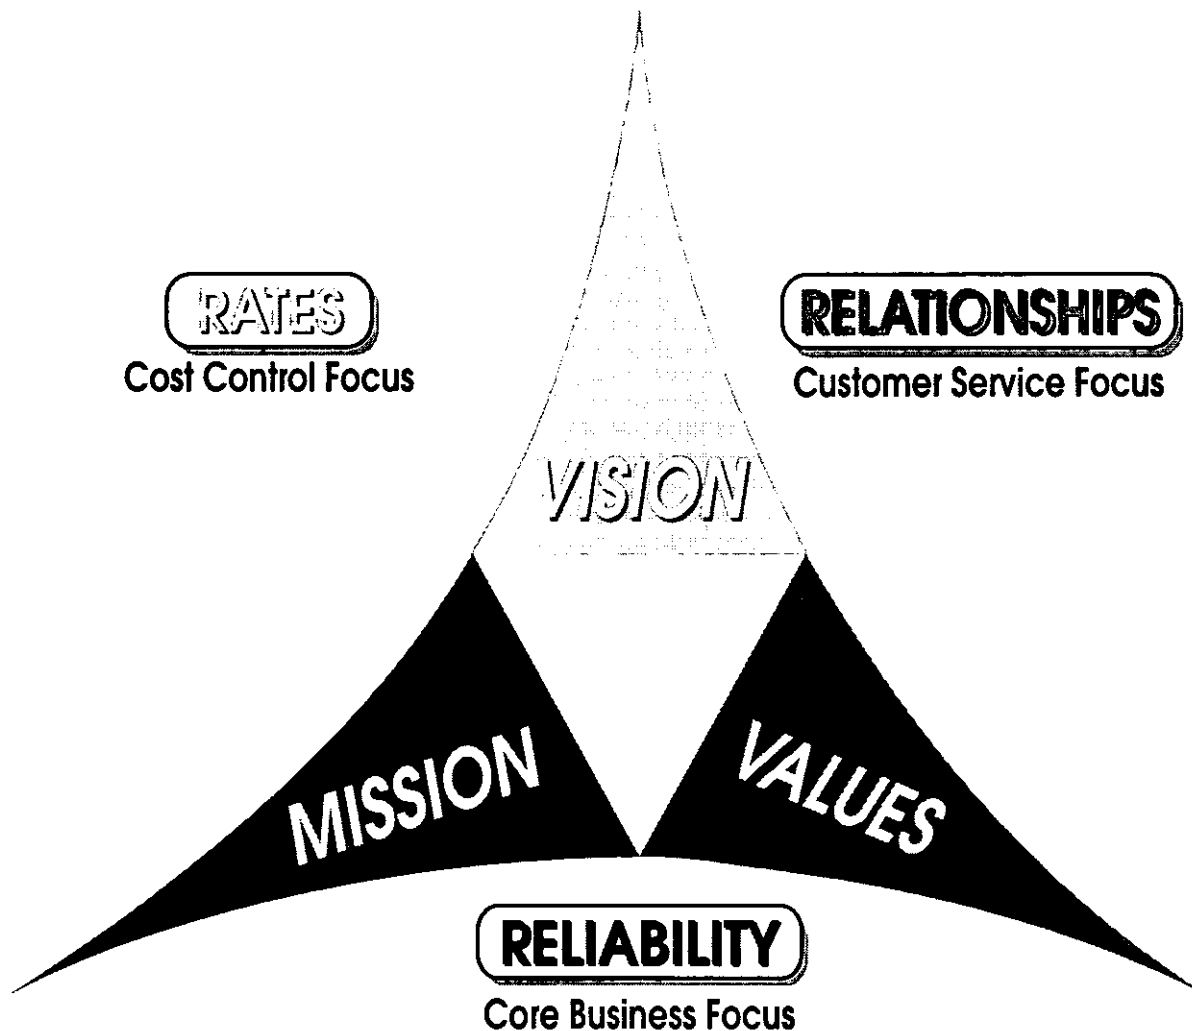 RATES
Cost Control Focus
RELATIONSHIPS
Customer Service Focus
VISION
MISSION
VALUES
RELIABILITY
Core Business Focus